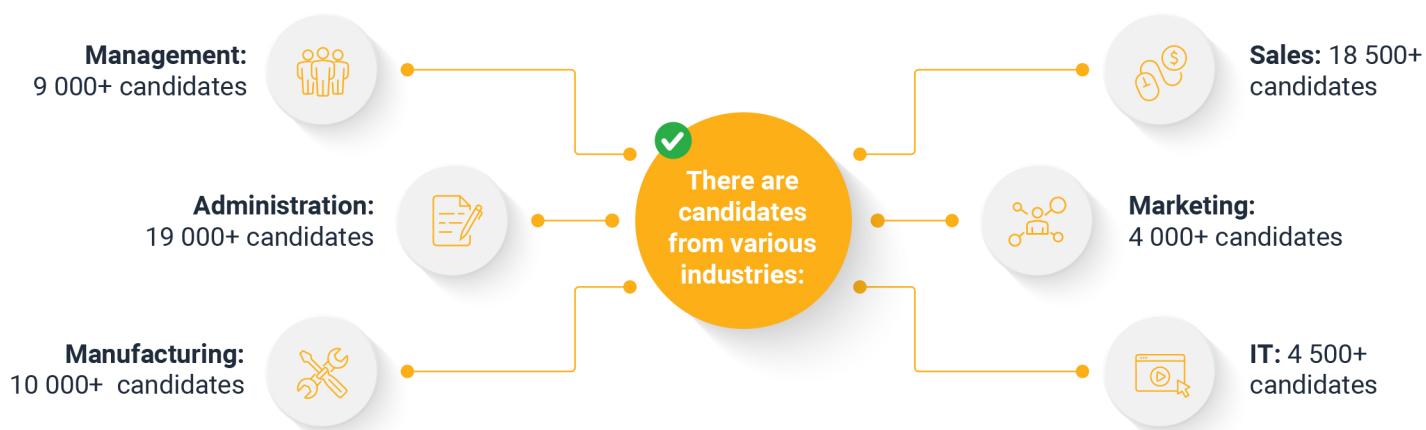 Management:
9 000+ candidates
Administration:
19 000+ candidates
Manufacturing:
10 000+ candidates
There are
candidates
from various
industries:
Sales: 18 500+
candidates
Marketing:
4 000+ candidates
IT: 4 500+
candidates